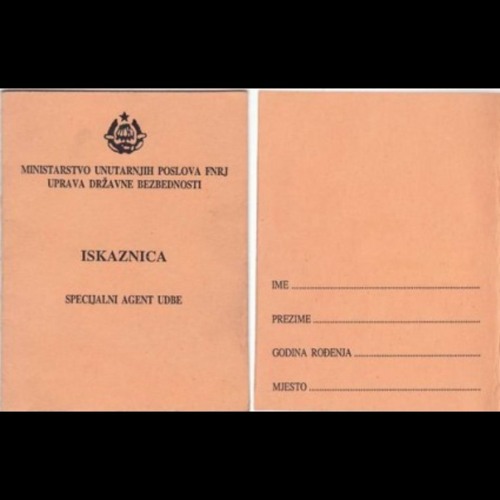 MINISTARSTVO UNUTARNJIH POSLOVA FNRJ
UPRAVA DRŽAVNE BEZBEDNOSTI
ISKAZNICA
SPECIJALNI AGENT UDBE
IME
PREZIME
GODINA ROĐENJA
MJESTO